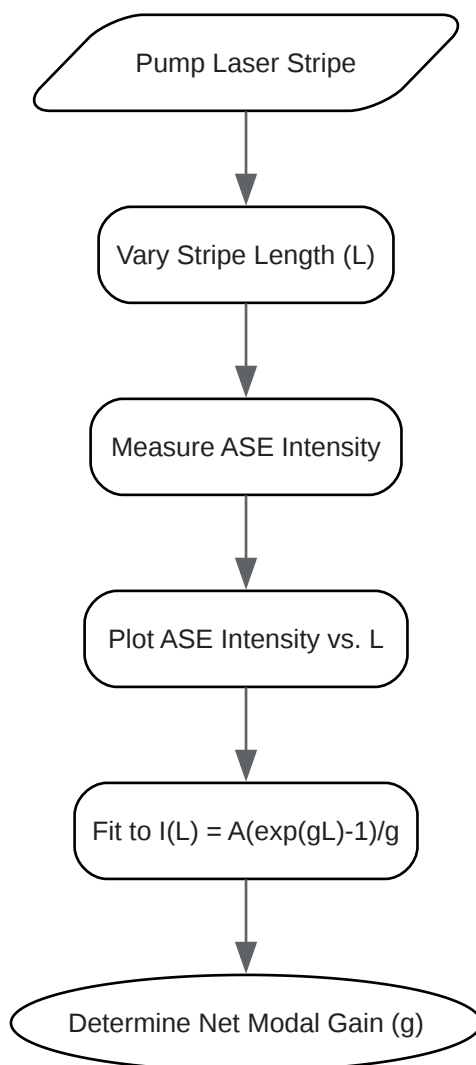 Pump Laser Stripe
Vary Stripe Length (L)
Measure ASE Intensity
Plot ASE Intensity vs. L
Fit to I(L) = A(exp(gL)-1)/g
Determine Net Modal Gain (g)